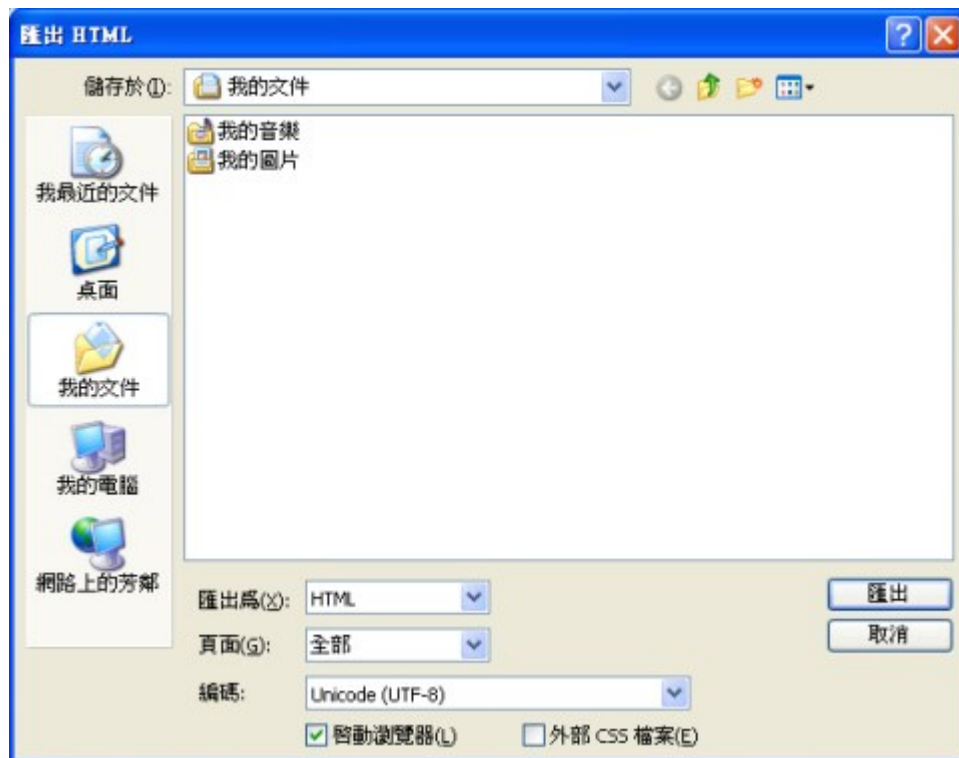 匯出 HTML
儲存於(I):
我的文件
我的音樂
我的圖片
我最近的文件
桌面
我的文件
我的電腦
網路上的芳鄰
匯出為(X): HTML
匯出
頁面(G): 全部
取消
編碼: Unicode (UTF-8)
啟動瀏覽器(L) 外部 CSS 檔案(E)